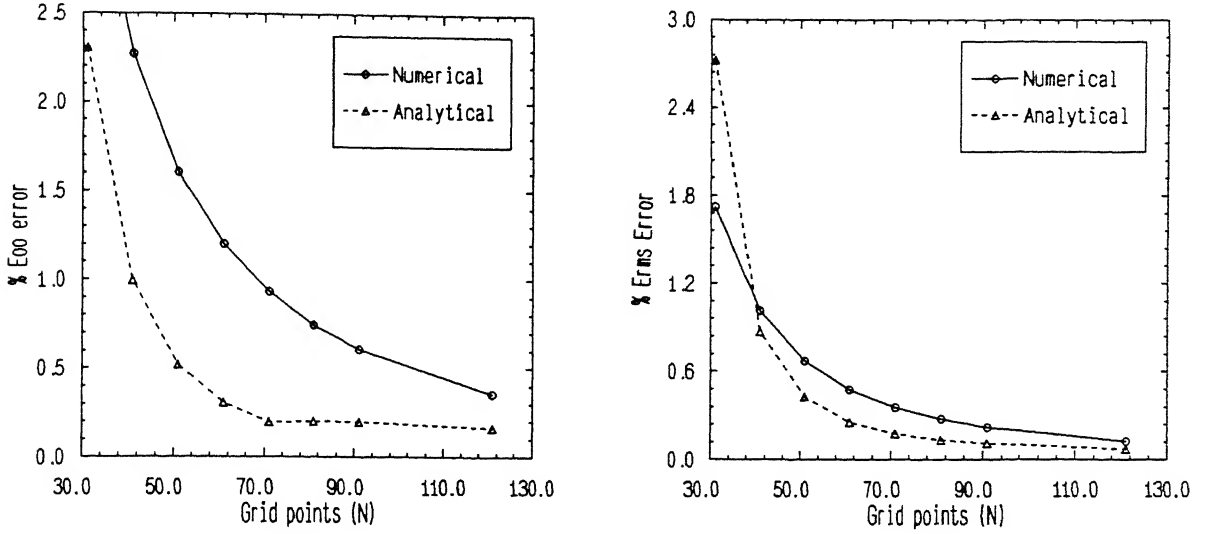 2.5
2.0
1.5
1.0
0.5
0.0
% Eoo error
30.0 50.0 70.0 90.0 110.0 130.0
Grid points (N)
Numerical
Analytical
3.0
2.4
1.8
1.2
0.6
0.0
% Erms Error
30.0 50.0 70.0 90.0 110.0 130.0
Grid points (N)
Numerical
Analytical